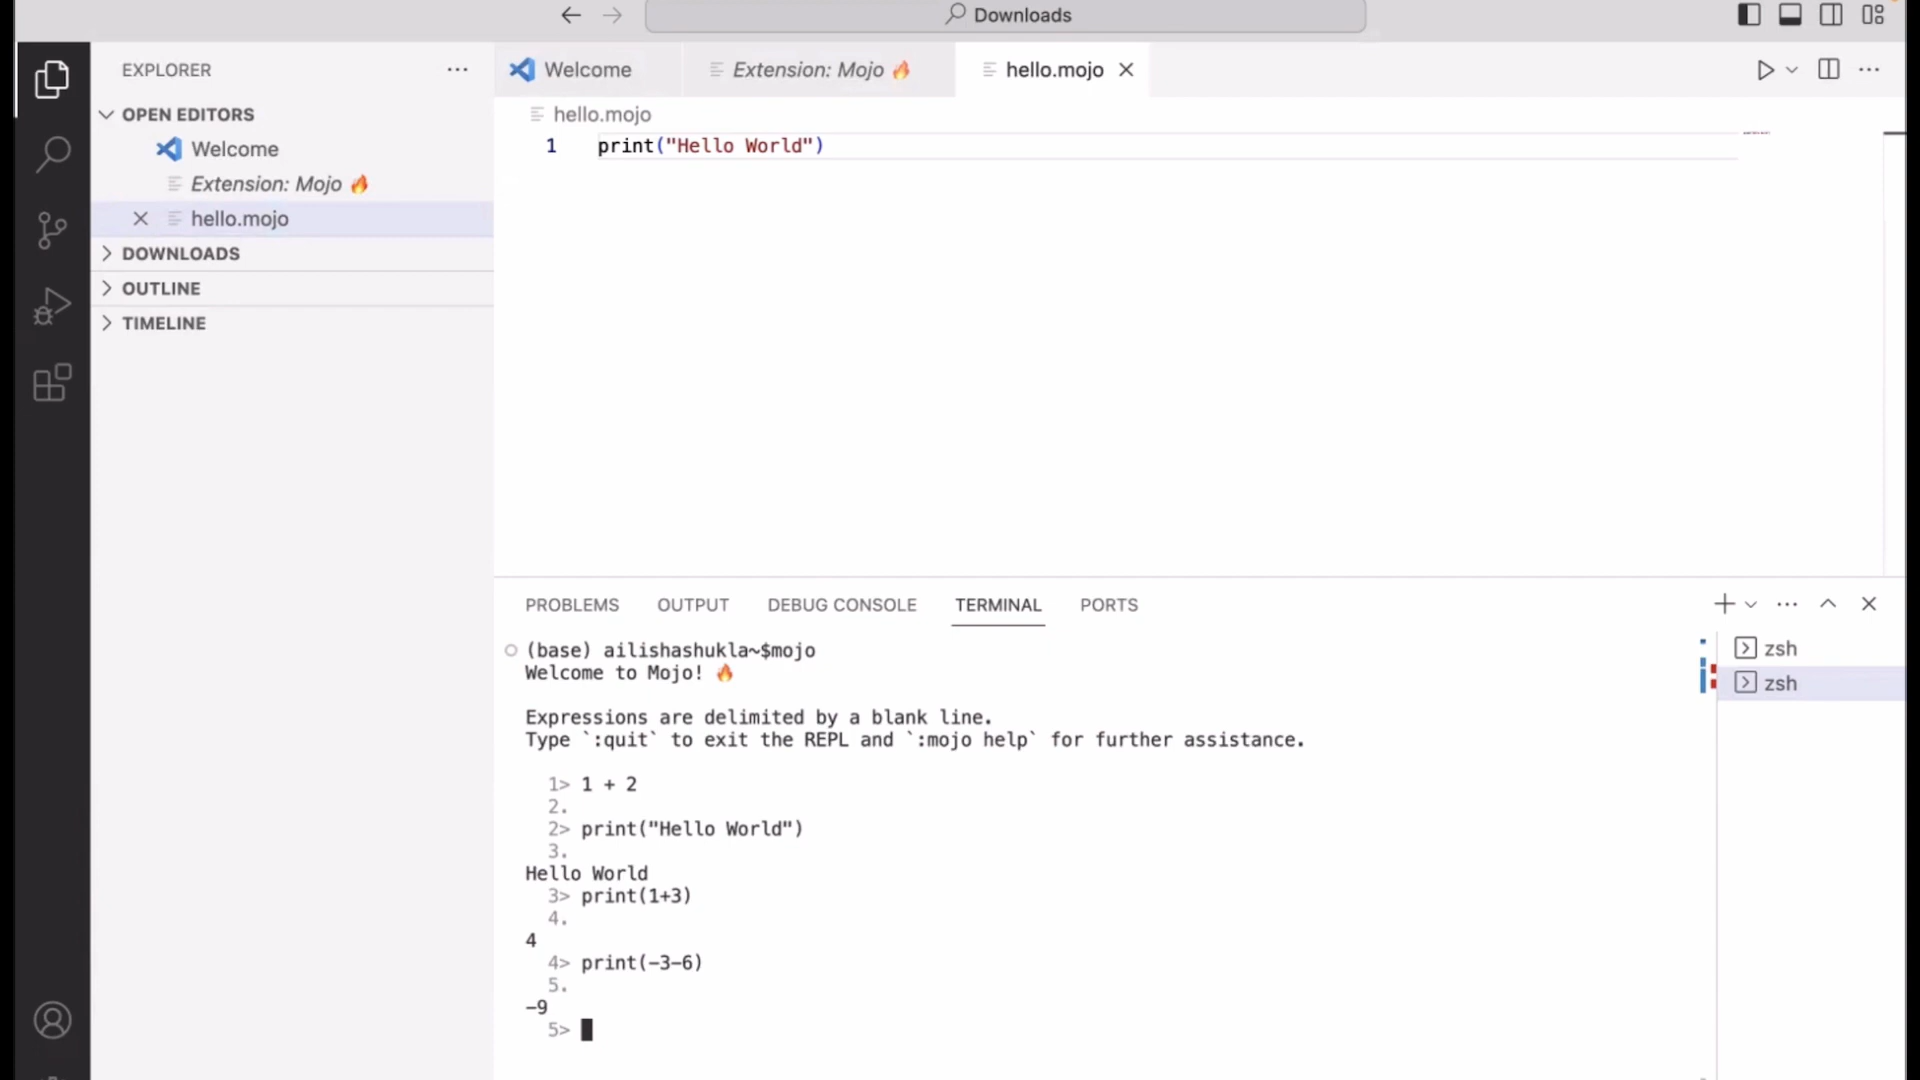 Downloads
EXPLORER
OPEN EDITORS
Welcome
Extension: Mojo 🔥
hello.mojo
DOWNLOADS
OUTLINE
TIMELINE
Welcome
Extension: Mojo 🔥
hello.mojo
hello.mojo
1 print("Hello World")
PROBLEMS OUTPUT DEBUG CONSOLE TERMINAL PORTS
(base) ailishashukla~$mojo
Welcome to Mojo! 🔥
Expressions are delimited by a blank line.
Type `:quit` to exit the REPL and `:mojo help` for further assistance.
1> 1 + 2
2.
2> print("Hello World")
3.
Hello World
3> print(1+3)
4.
4
4> print(-3-6)
5.
-9
5>
zsh
zsh